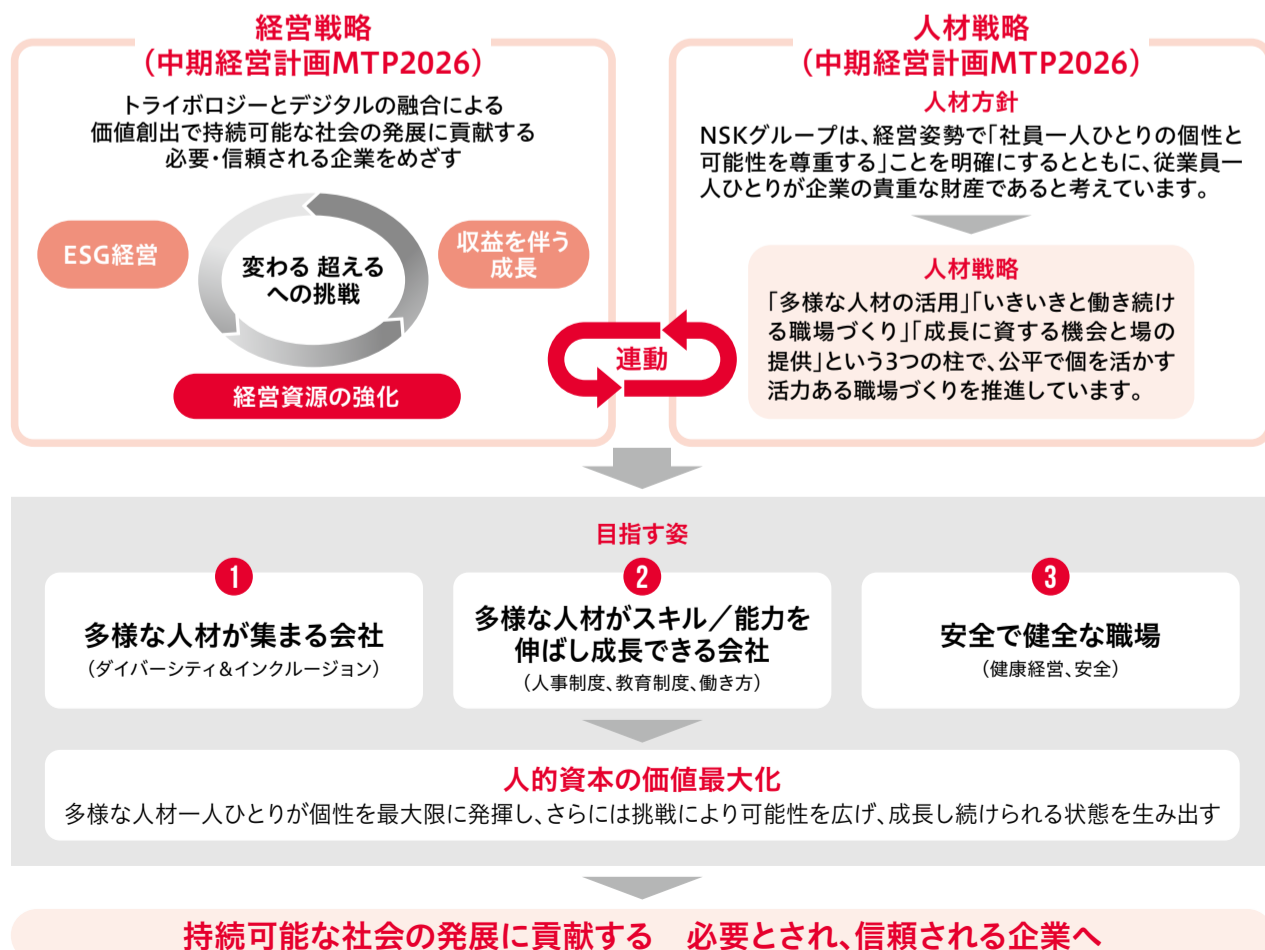 経営戦略
（中期経営計画MTP2026）
トライボロジーとデジタルの融合による
価値創出で持続可能な社会の発展に貢献する
必要・信頼される企業をめざす
ESG経営
変わる 超える
への挑戦
収益を伴う
成長
経営資源の強化
連動
人材戦略
（中期経営計画MTP2026）
人材方針
NSKグループは、経営姿勢で「社員一人ひとりの個性と
可能性を尊重する」ことを明確にするとともに、従業員一
人ひとりが企業の貴重な財産であると考えています。
人材戦略
「多様な人材の活用」「いきいきと働き続け
る職場づくり」「成長に資する機会と場の
提供」という3つの柱で、公平で個を活かす
活力ある職場づくりを推進しています。
目指す姿
1
多様な人材が集まる会社
（ダイバーシティ&インクルージョン）
2
多様な人材がスキル／能力を
伸ばし成長できる会社
（人事制度、教育制度、働き方）
3
安全で健全な職場
（健康経営、安全）
人的資本の価値最大化
多様な人材一人ひとりが個性を最大限に発揮し、さらには挑戦により可能性を広げ、成長し続けられる状態を生み出す
持続可能な社会の発展に貢献する　必要とされ、信頼される企業へ